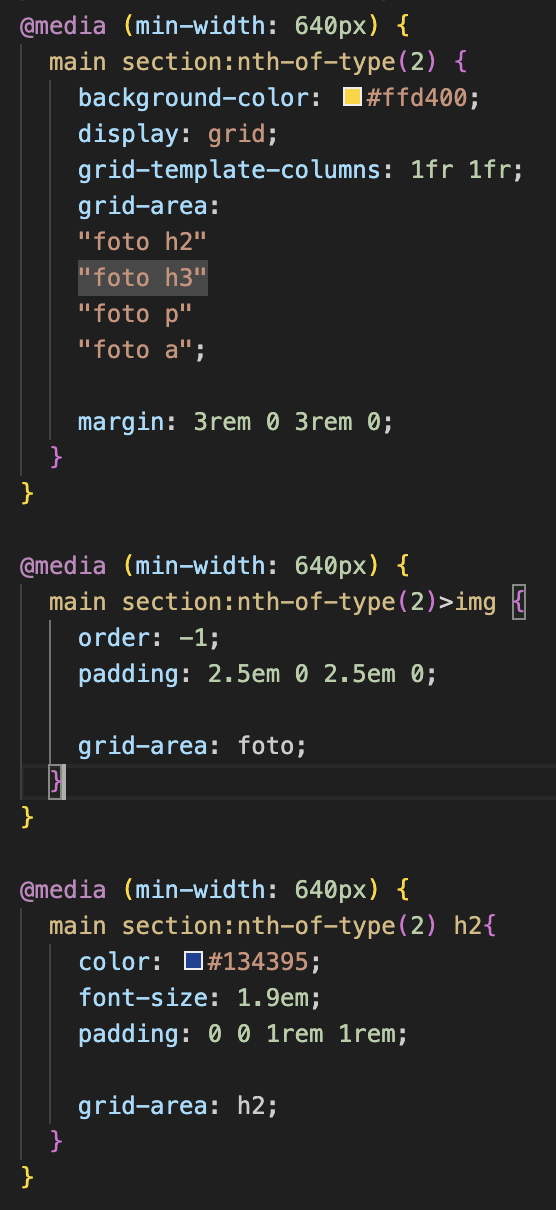 @media (min-width: 640px) {
main section:nth-of-type(2) {
background-color: #ffd400;
display: grid;
grid-template-columns: 1fr 1fr;
grid-area:
"foto h2"
"foto h3"
"foto p"
"foto a";
margin: 3rem 0 3rem 0;
}
}
@media (min-width: 640px) {
main section:nth-of-type(2)>img {
order: -1;
padding: 2.5em 0 2.5em 0;
grid-area: foto;
}
}
@media (min-width: 640px) {
main section:nth-of-type(2) h2{
color: #134395;
font-size: 1.9em;
padding: 0 0 1rem 1rem;
grid-area: h2;
}
}